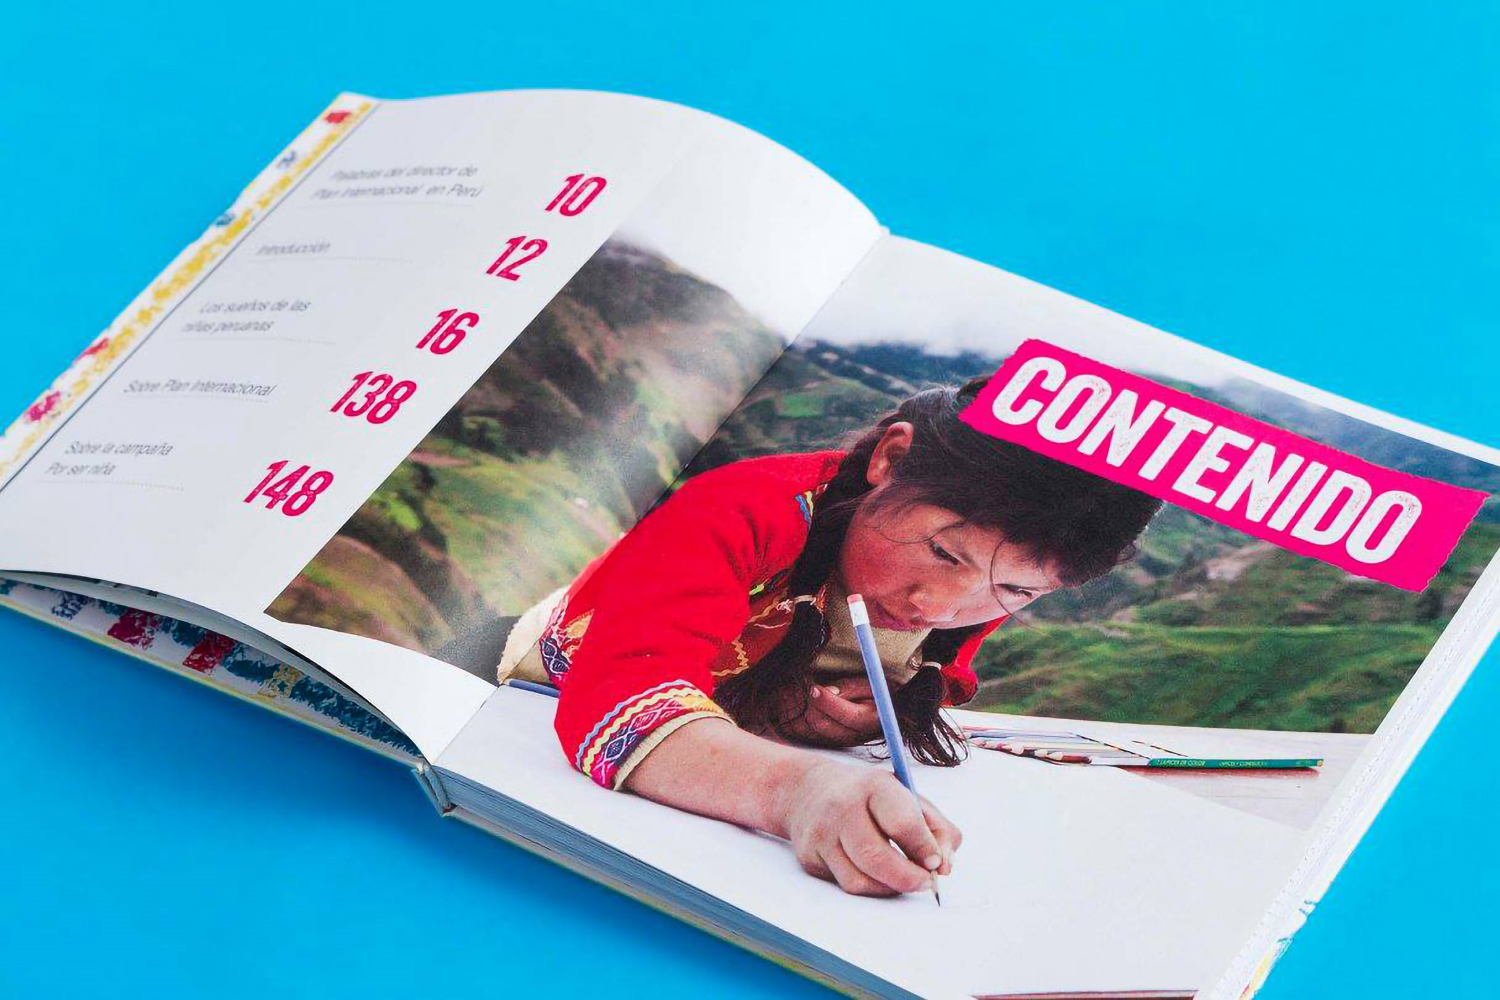 Palabras del director de
Plan Internacional en Perú
10
Introducción
12
Los sueños de las
niñas peruanas
16
Sobre Plan Internacional
138
Sobre la campaña
Por ser niña
148
CONTENIDO